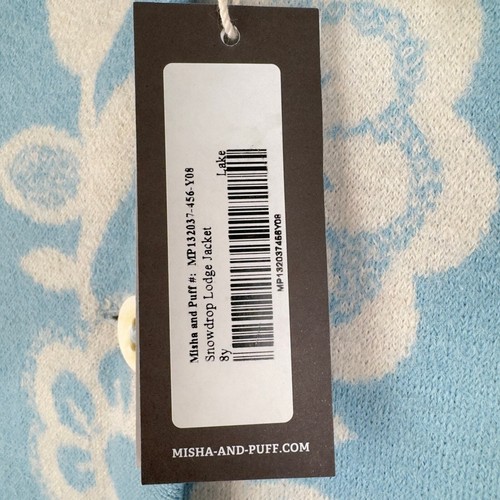 Misha and Puff #: MP132037-456-Y08
Snowdrop Lodge Jacket
8y Lake
MP132037456Y08
MISHA-AND-PUFF.COM